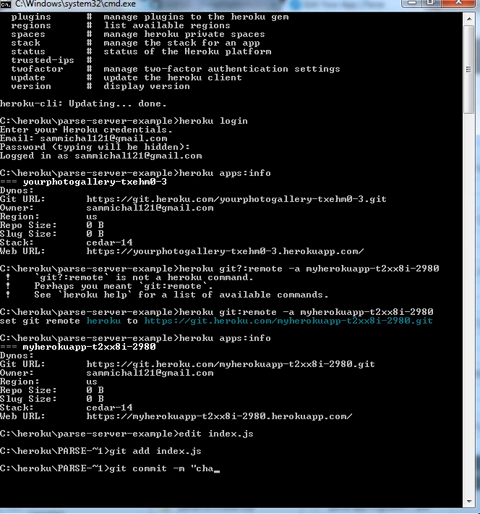 C:\Windows\system32\cmd.exe
plugins # manage plugins to the heroku gem
regions # list available regions
spaces # manage heroku private spaces
stack # manage the stack for an app
status # status of the Heroku platform
trusted-ips #
twofactor # manage two-factor authentication settings
update # update the heroku client
version # display version
heroku-cli: Updating... done.
C:\heroku\parse-server-example>heroku login
Enter your Heroku credentials.
Email: sammichal121@gmail.com
Password (typing will be hidden):
Logged in as sammichal121@gmail.com
C:\heroku\parse-server-example>heroku apps:info
=== yourphotogallery-txehm0-3
Dynos:
Git URL: https://git.heroku.com/yourphotogallery-txehm0-3.git
Owner: sammichal121@gmail.com
Region: us
Repo Size: 0 B
Slug Size: 0 B
Stack: cedar-14
Web URL: https://yourphotogallery-txehm0-3.herokuapp.com/
C:\heroku\parse-server-example>heroku git?:remote -a myherokuapp-t2xx8i-2980
! `git?:remote` is not a heroku command.
! Perhaps you meant `git:remote`.
! See `heroku help` for a list of available commands.
C:\heroku\parse-server-example>heroku git:remote -a myherokuapp-t2xx8i-2980
set git remote heroku to https://git.heroku.com/myherokuapp-t2xx8i-2980.git
C:\heroku\parse-server-example>heroku apps:info
=== myherokuapp-t2xx8i-2980
Dynos:
Git URL: https://git.heroku.com/myherokuapp-t2xx8i-2980.git
Owner: sammichal121@gmail.com
Region: us
Repo Size: 0 B
Slug Size: 0 B
Stack: cedar-14
Web URL: https://myherokuapp-t2xx8i-2980.herokuapp.com/
C:\heroku\parse-server-example>edit index.js
C:\heroku\PARSE-~1>git add index.js
C:\heroku\PARSE-~1>git commit -m "cha_